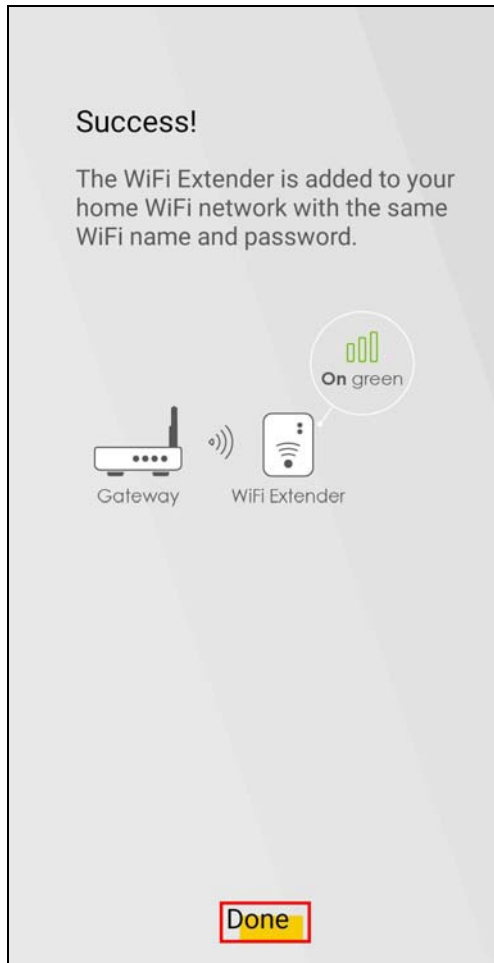 Success!
The WiFi Extender is added to your
home WiFi network with the same
WiFi name and password.
On green
Gateway
WiFi Extender
Done